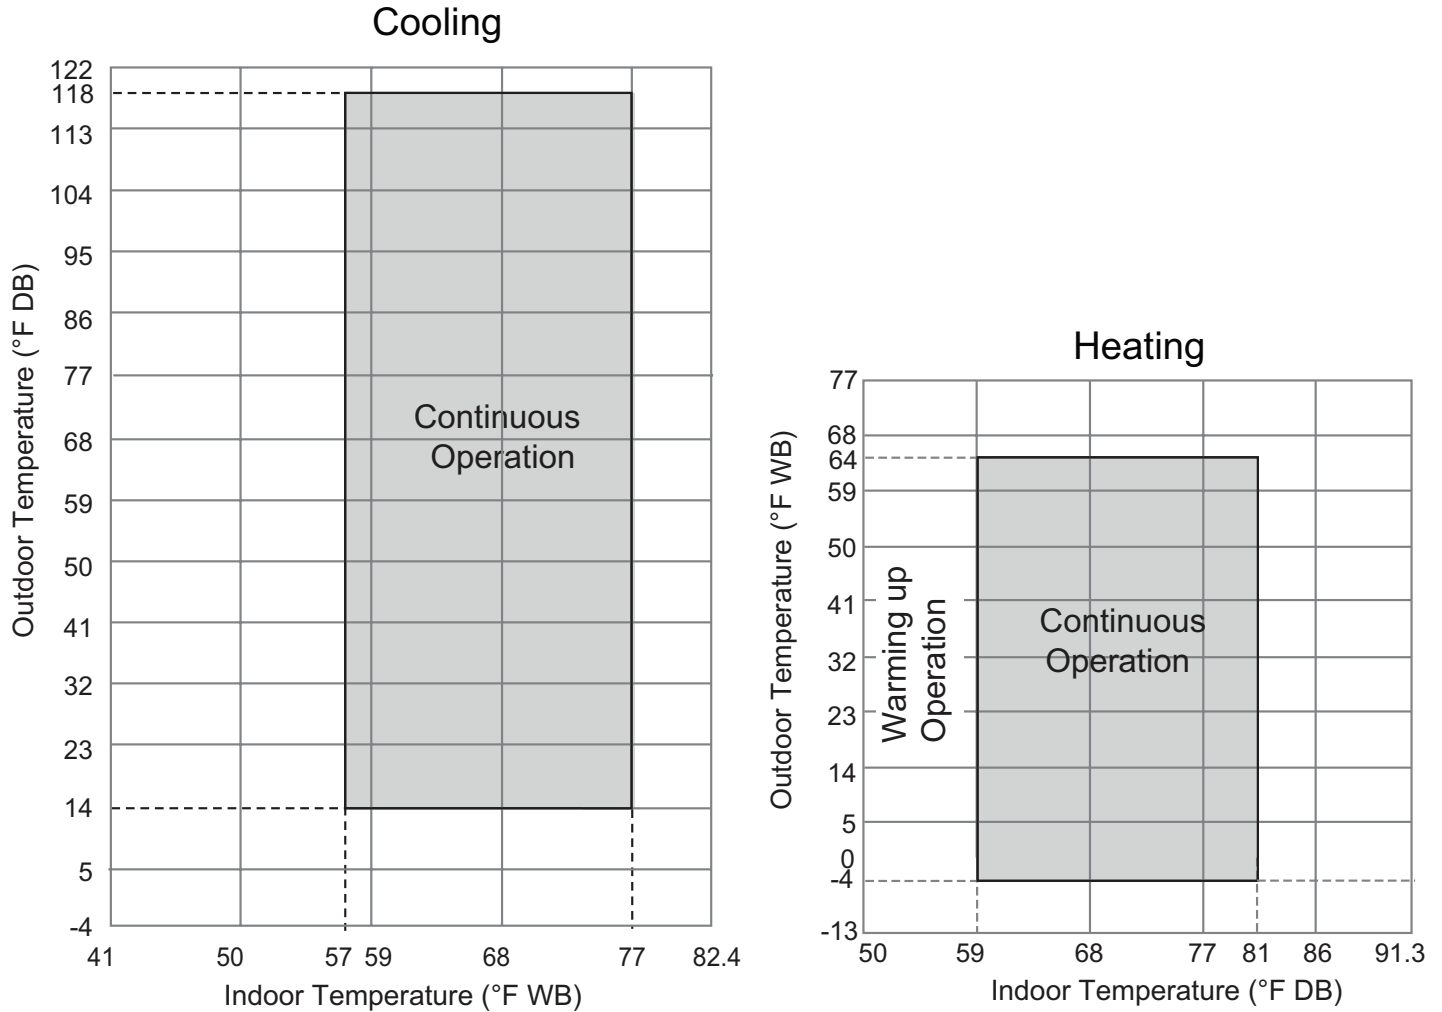 Cooling
122
118
113
104
95
86
77
68
59
50
41
32
23
14
5
-4
Outdoor Temperature (°F DB)
Continuous
Operation
41 50 57 59 68 77 82.4
Indoor Temperature (°F WB)
Heating
77
68
64
59
50
41
32
23
14
5
0
-4
-13
Outdoor Temperature (°F WB)
Warming up
Operation
Continuous
Operation
50 59 68 77 81 86 91.3
Indoor Temperature (°F DB)